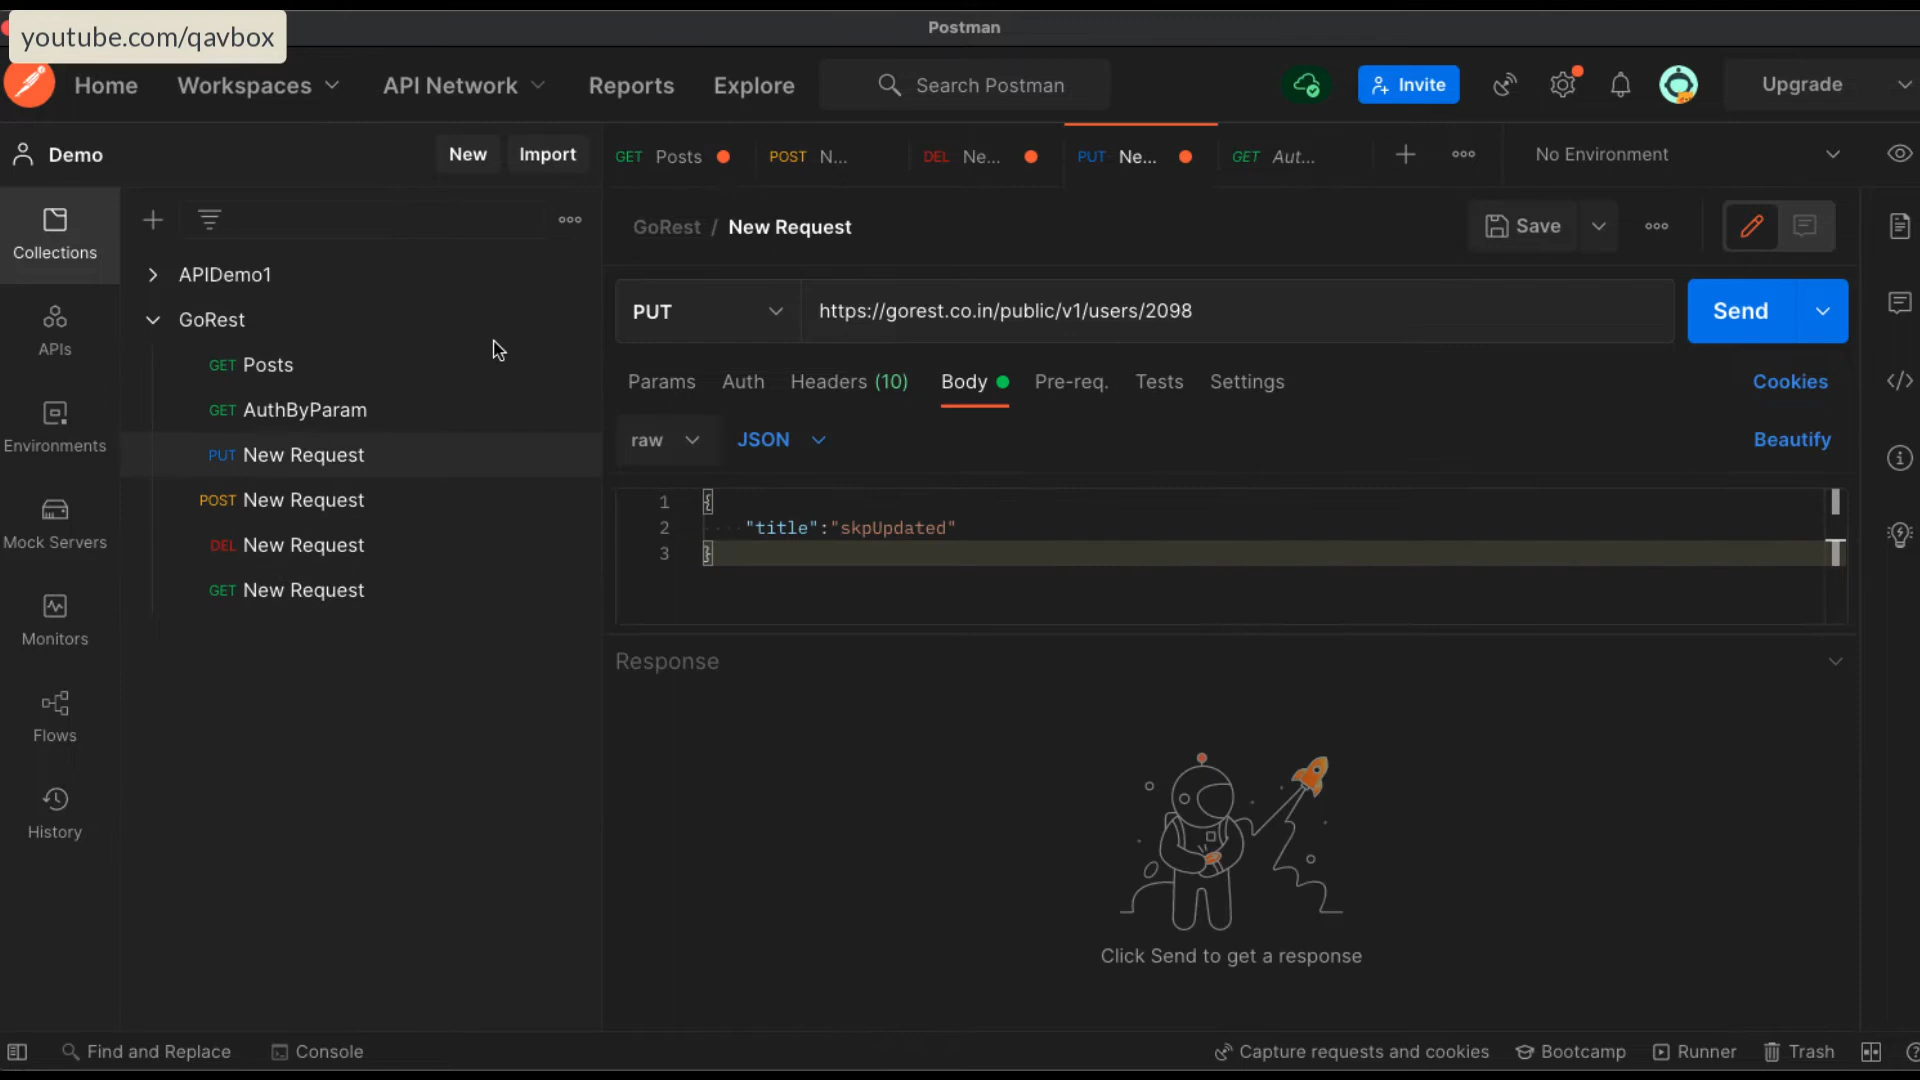 Postman
youtube.com/qavbox
Home Workspaces API Network Reports Explore Search Postman Invite Upgrade
Demo New Import GET Posts POST N... DEL Ne... PUT Ne... GET Aut... No Environment
Collections
APIs
Environments
Mock Servers
Monitors
Flows
History
APIDemo1
GoRest
GET Posts
GET AuthByParam
PUT New Request
POST New Request
DEL New Request
GET New Request
GoRest / New Request Save
PUT https://gorest.co.in/public/v1/users/2098 Send
Params Auth Headers (10) Body Pre-req. Tests Settings Cookies
raw JSON Beautify
1 {
2 "title":"skpUpdated"
3 }
Response
Click Send to get a response
Find and Replace Console Capture requests and cookies Bootcamp Runner Trash